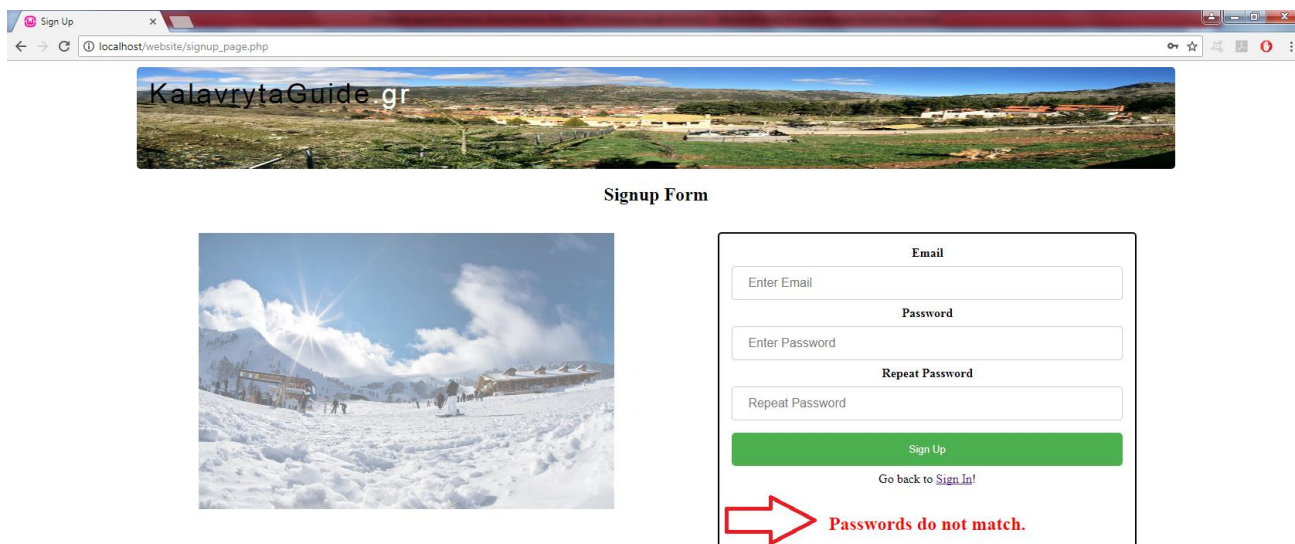 Sign Up
localhost/website/signup_page.php
KalavrytaGuide.gr
Signup Form
Email
Enter Email
Password
Enter Password
Repeat Password
Repeat Password
Sign Up
Go back to Sign In!
Passwords do not match.